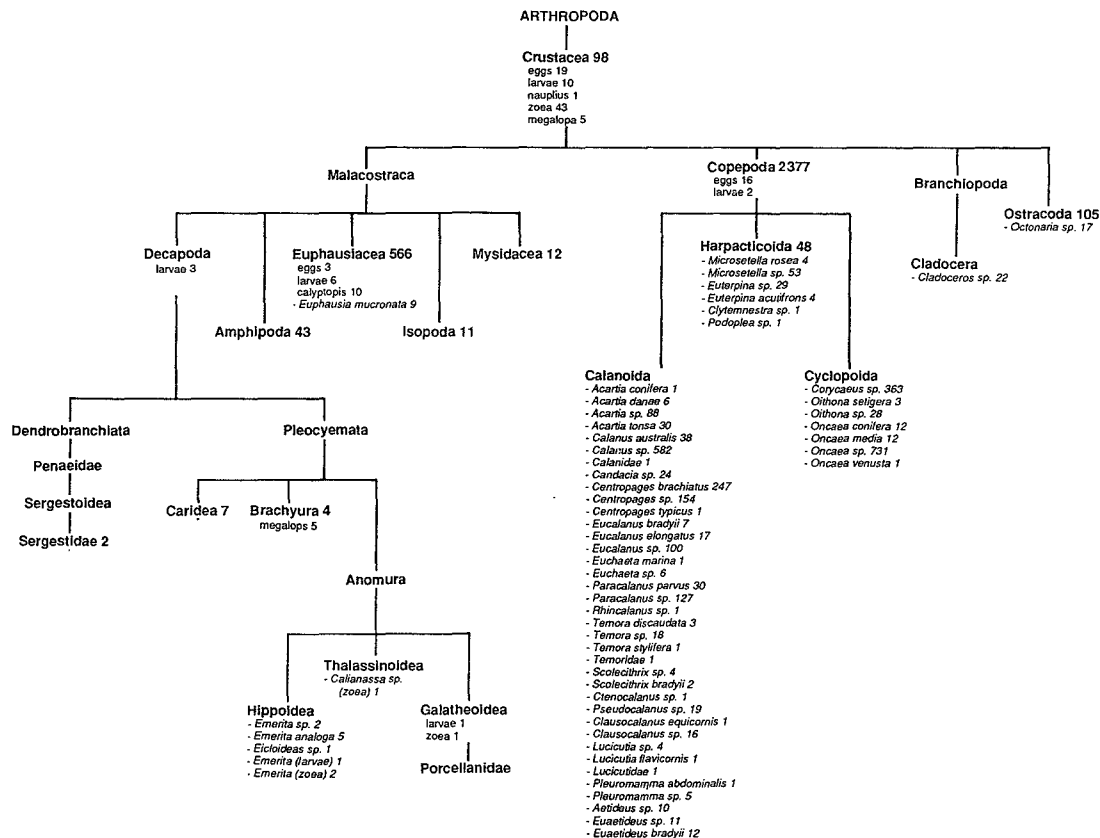 ARTHROPODA
Crustacea 98
eggs 19
larvae 10
nauplius 1
zoea 43
megalopa 5
Malacostraca
Copepoda 2377
eggs 16
larvae 2
Branchiopoda
Ostracoda 105
- Octonaria sp. 17
Decapoda
larvae 3
Euphausiacea 566
eggs 3
larvae 6
calyptopis 10
- Euphausia mucronata 9
Mysidacea 12
Amphipoda 43
Isopoda 11
Harpacticoida 48
- Microsetella rosea 4
- Microsetella sp. 53
- Euterpina sp. 29
- Euterpina acutifrons 4
- Clytemnestra sp. 1
- Podoplea sp. 1
Cladocera
- Cladoceros sp. 22
Dendrobranchiata
Penaeidae
Sergestoidea
Sergestidae 2
Pleocyemata
Caridea 7
Brachyura 4
megalops 5
Anomura
Thalassinoidea
- Calianassa sp.
(zoea) 1
Hippoidea
- Emerita sp. 2
- Emerita analoga 5
- Eicloideas sp. 1
- Emerita (larvae) 1
- Emerita (zoea) 2
Galatheoidea
larvae 1
zoea 1
Porcellanidae
Calanoida
- Acartia conifera 1
- Acartia danae 6
- Acartia sp. 88
- Acartia tonsa 30
- Calanus australis 38
- Calanus sp. 582
- Calanidae 1
- Candacia sp. 24
- Centropages brachiatus 247
- Centropages sp. 154
- Centropages typicus 1
- Eucalanus bradyii 7
- Eucalanus elongatus 17
- Eucalanus sp. 100
- Euchaeta marina 1
- Euchaeta sp. 6
- Paracalanus parvus 30
- Paracalanus sp. 127
- Rhincalanus sp. 1
- Temora discaudata 3
- Temora sp. 18
- Temora stylifera 1
- Temoridae 1
- Scolecithrix sp. 4
- Scolecithrix bradyii 2
- Ctenocalanus sp. 1
- Pseudocalanus sp. 19
- Clausocalanus equicornis 1
- Clausocalanus sp. 16
- Lucicutia sp. 4
- Lucicutia flavicornis 1
- Lucicutidae 1
- Pleuromamma abdominalis 1
- Pleuromamma sp. 5
- Aetideus sp. 10
- Euaetideus sp. 11
- Euaetideus bradyii 12
Cyclopoida
- Corycaeus sp. 363
- Oithona setigera 3
- Oithona sp. 28
- Oncaea conifera 12
- Oncaea media 12
- Oncaea sp. 731
- Oncaea venusta 1